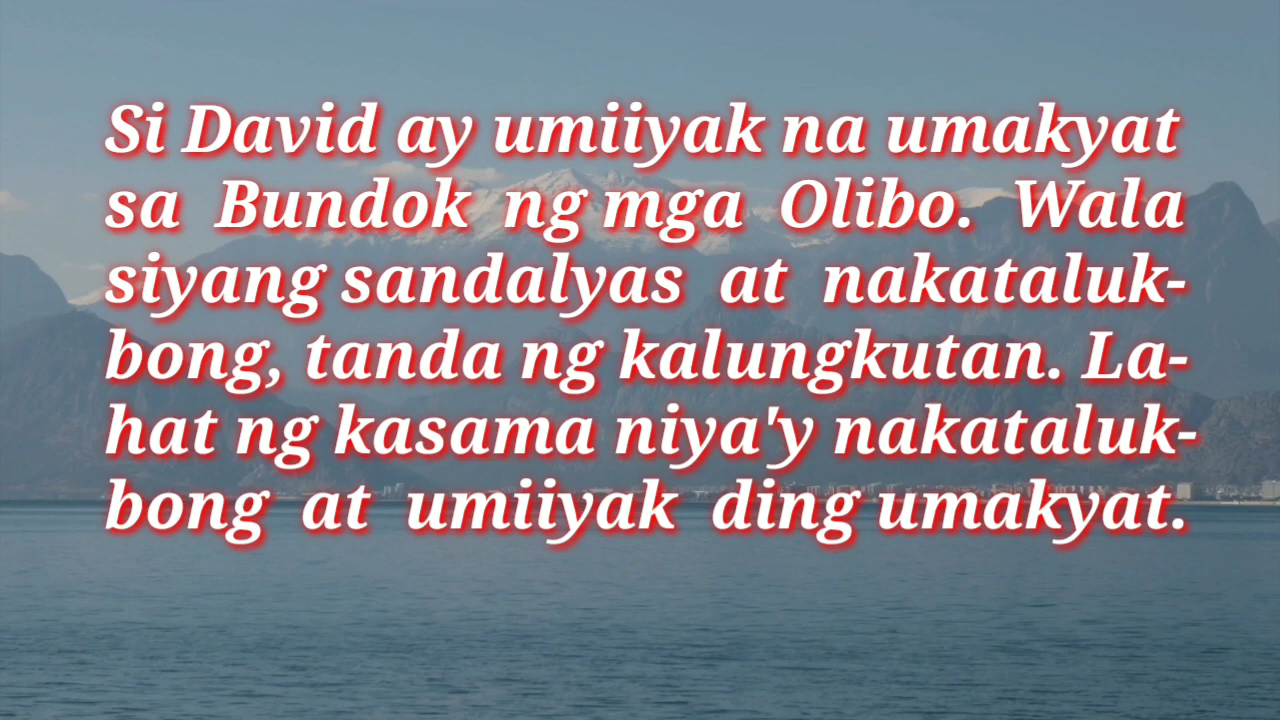 Si David ay umiiyak na umakyat
sa Bundok ng mga Olibo. Wala
siyang sandalyas at nakataluk-
bong, tanda ng kalungkutan. La-
hat ng kasama niya'y nakataluk-
bong at umiiyak ding umakyat.